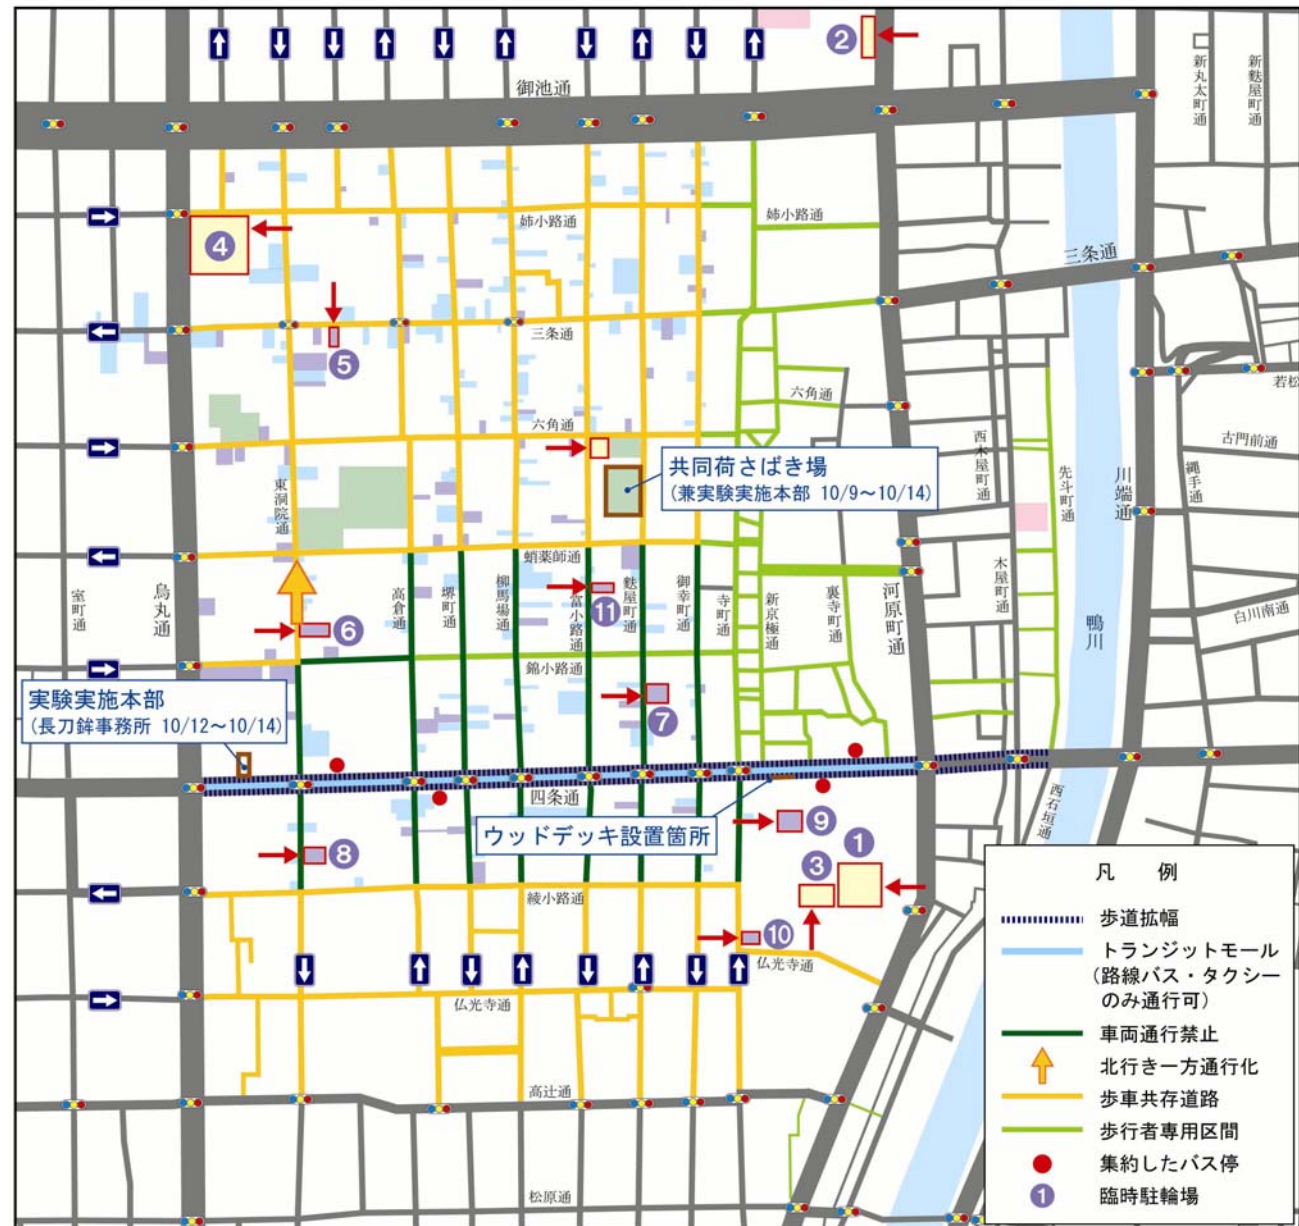 ②
御池通
新丸太町通
新麩屋町通
④
姉小路通
姉小路通
三条通
⑤
三条通
六角通
若松
六角通
古門前通
東洞院通
共同荷さばき場
(兼実験実施本部 10/9～10/14)
西木屋町通
先斗町通
川端通
縄手通
蛸薬師通
室町通
烏丸通
高倉通
堺町通
柳馬場通
富小路通
麩屋町通
御幸町通
寺町通
新京極通
裏寺町通
河原町通
木屋町通
鴨川
白川南通
⑥
⑪
錦小路通
⑦
実験実施本部
(長刀鉾事務所 10/12～10/14)
四条通
西石垣通
ウッドデッキ設置箇所
⑨
⑧
③
①
綾小路通
⑩
仏光寺通
仏光寺通
高辻通
松原通
凡　例
歩道拡幅
トランジットモール
(路線バス・タクシー
のみ通行可)
車両通行禁止
北行き一方通行化
歩車共存道路
歩行者専用区間
集約したバス停
① 臨時駐輪場